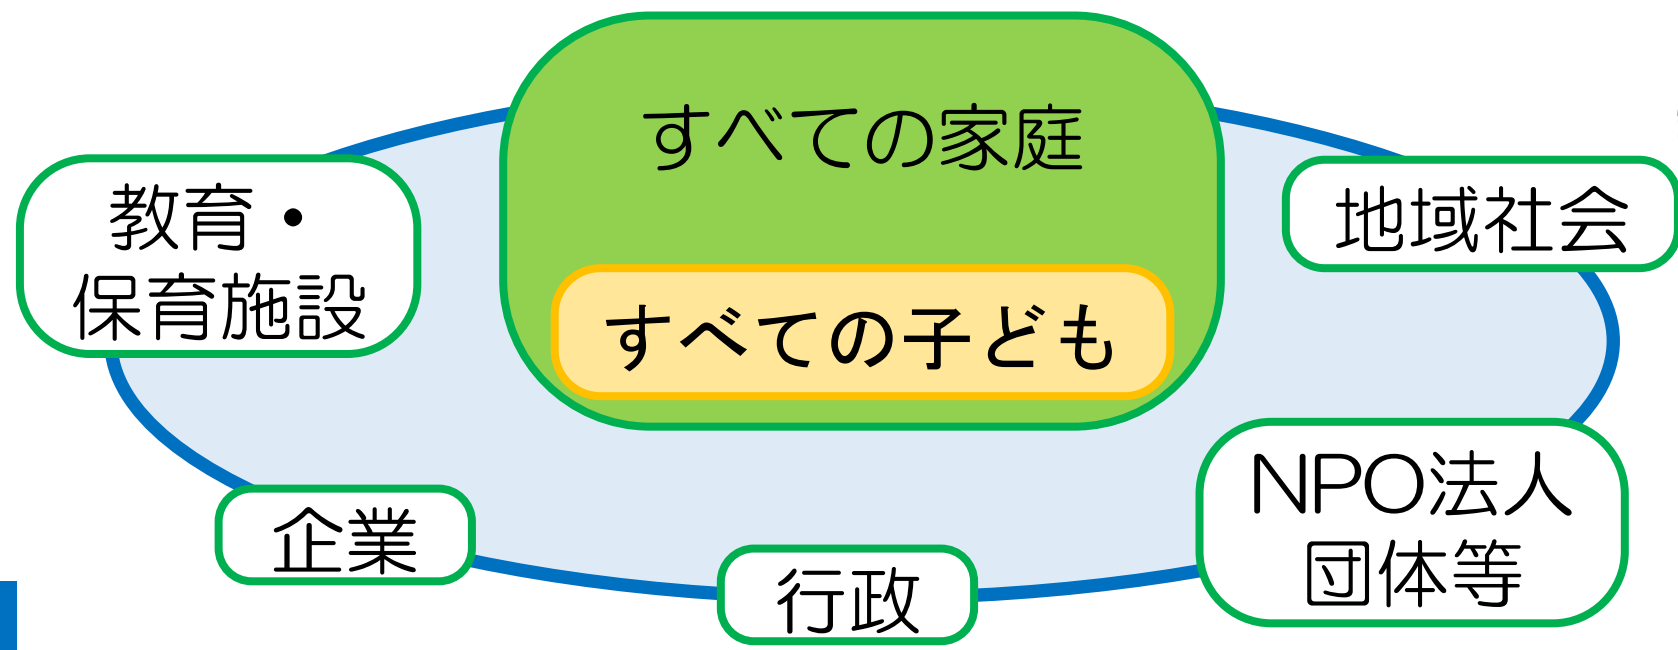 すべての家庭
すべての子ども
教育・
保育施設
地域社会
企業
行政
NPO法人
団体等